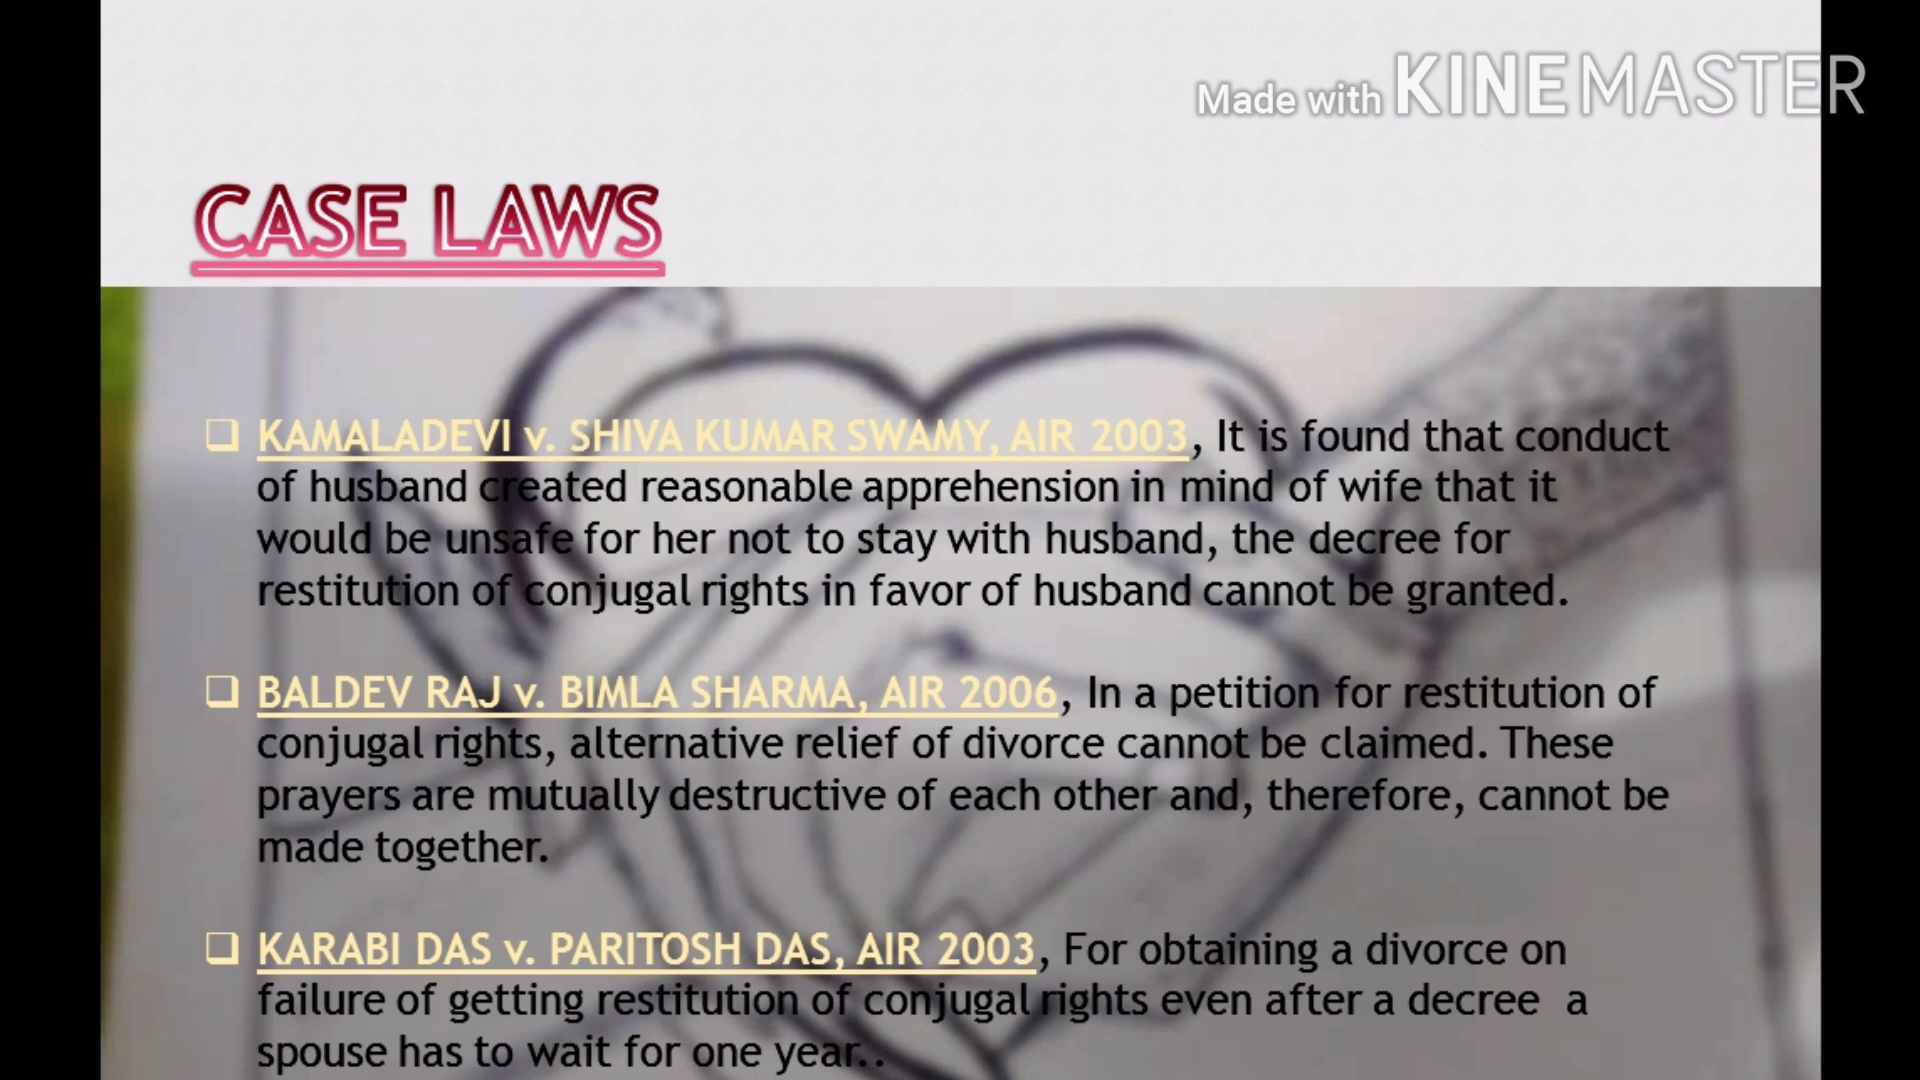 Made with KINEMASTER
CASE LAWS
❑ KAMALADEVI v. SHIVA KUMAR SWAMY, AIR 2003, It is found that conduct
of husband created reasonable apprehension in mind of wife that it
would be unsafe for her not to stay with husband, the decree for
restitution of conjugal rights in favor of husband cannot be granted.
❑ BALDEV RAJ v. BIMLA SHARMA, AIR 2006, In a petition for restitution of
conjugal rights, alternative relief of divorce cannot be claimed. These
prayers are mutually destructive of each other and, therefore, cannot be
made together.
❑ KARABI DAS v. PARITOSH DAS, AIR 2003, For obtaining a divorce on
failure of getting restitution of conjugal rights even after a decree a
spouse has to wait for one year..